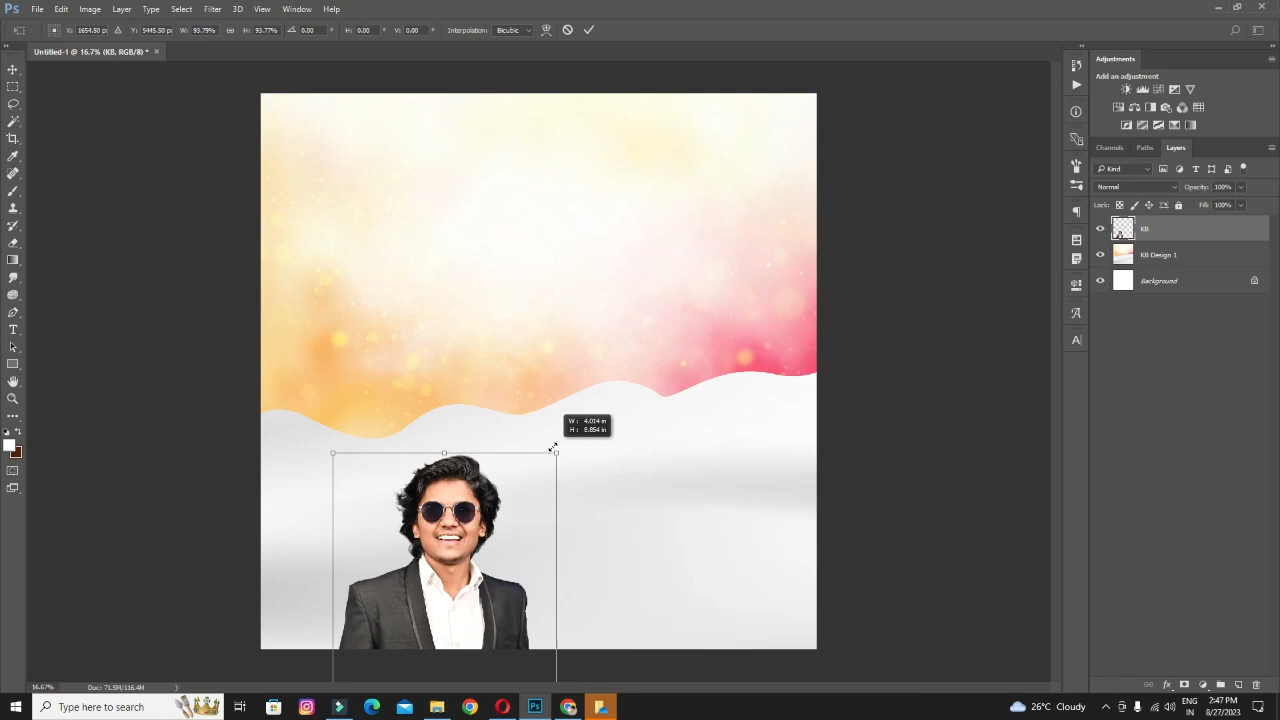 Ps File Edit Image Layer Type Select Filter 3D View Window Help
X: 1654.50 px Y: 5445.50 px W: 93.79% H: 93.77% 0.00 ° H: 0.00 ° V: 0.00 ° Interpolation: Bicubic
Untitled-1 @ 16.7% (KB, RGB/8) * ×
Adjustments
Add an adjustment
Channels Paths Layers
Kind
Normal Opacity: 100%
Lock: Fill: 100%
KB
KB Design 1
Background
W : 4.014 in
H : 8.854 in
16.67% Doc: 71.5M/116.4M
Type here to search
Ps
26°C Cloudy
ENG
IN
2:47 PM
8/27/2023